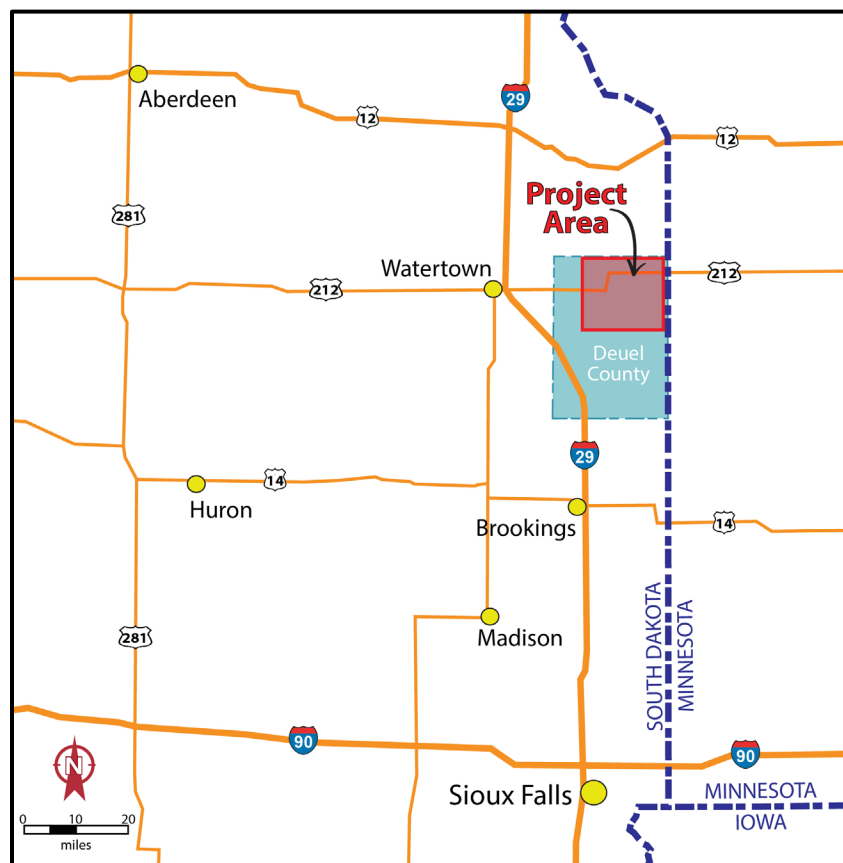 29
Aberdeen
12
12
Project
Area
281
Watertown
212
212
Deuel
County
29
14
Huron
Brookings
14
Madison
281
SOUTH DAKOTA
MINNESOTA
90
90
N
Sioux Falls
MINNESOTA
IOWA
0 10 20
miles